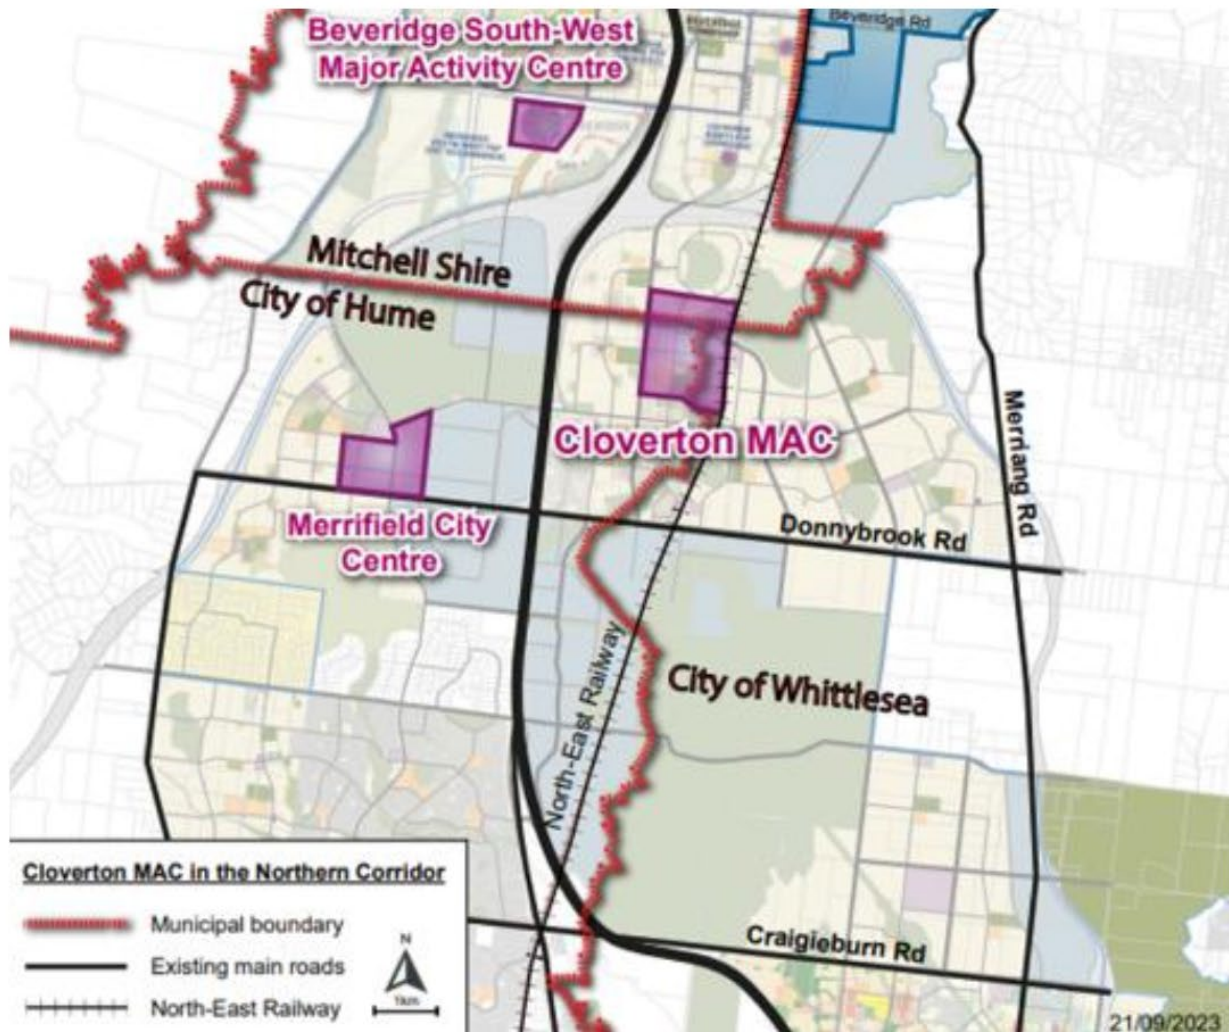 Beveridge South-West
Major Activity Centre
Beveridge Rd
Mitchell Shire
City of Hume
Cloverton MAC
Merriang Rd
Merrifield City
Centre
Donnybrook Rd
North-East Railway
City of Whittlesea
Craigieburn Rd
Cloverton MAC in the Northern Corridor
Municipal boundary
Existing main roads
North-East Railway
N
1km
21/09/2023